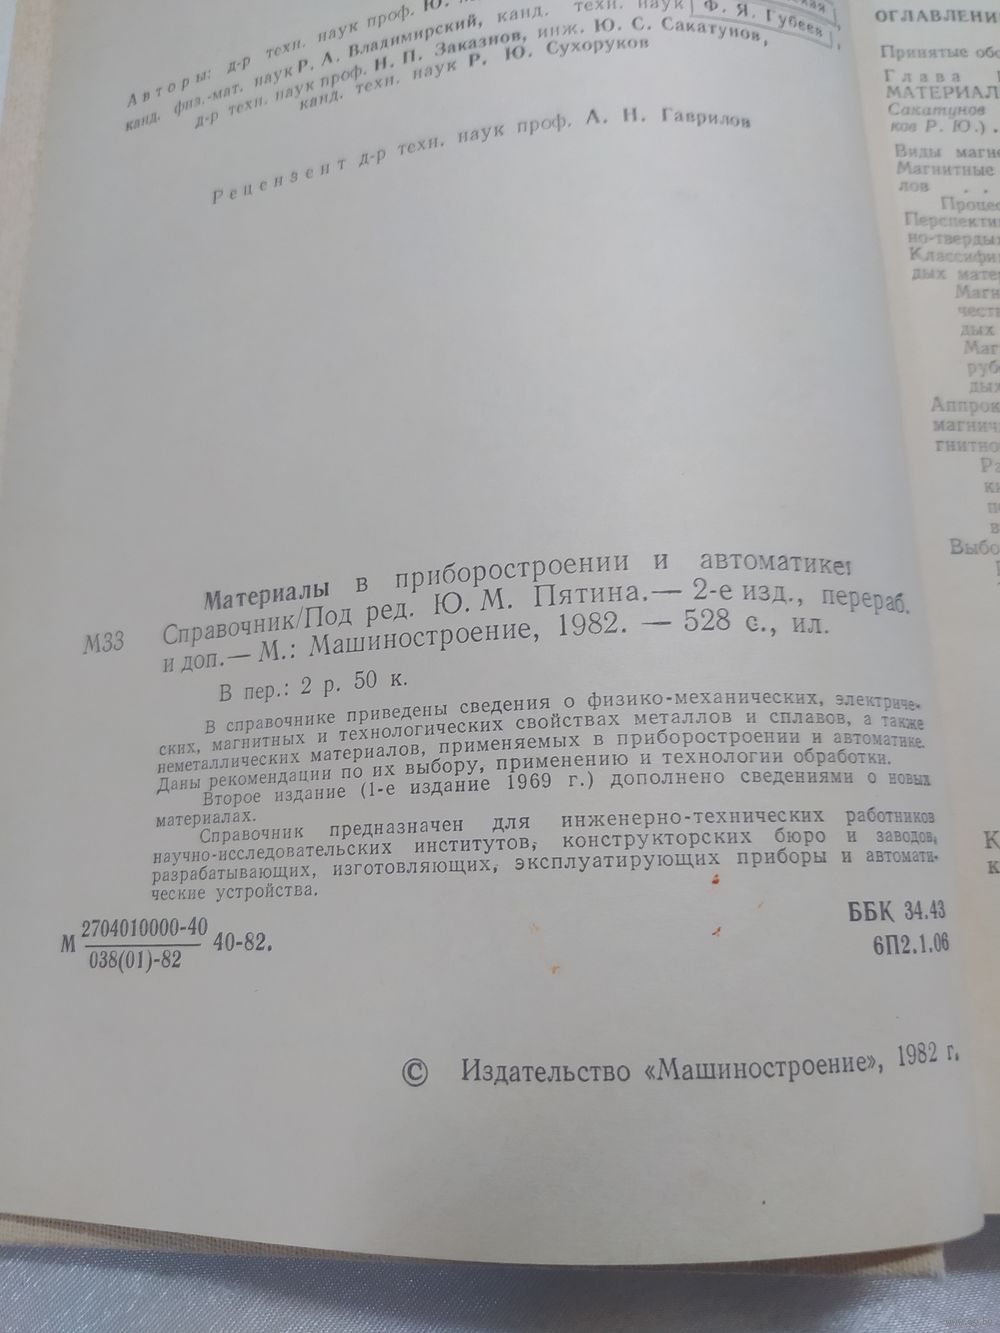 Авторы: д-р техн. наук проф. Ю.
канд. физ.-мат. наук Р. А. Владимирский, канд. техн. наук Ф. Я. Губеев,
д-р техн. наук проф. Н. П. Заказнов, инж. Ю. С. Сакатунов,
канд. техн. наук Р. Ю. Сухоруков
Рецензент д-р техн. наук проф. А. Н. Гаврилов
Материалы в приборостроении и автоматике:
М33 Справочник/Под ред. Ю. М. Пятина.— 2-е изд., перераб.
и доп.— М.: Машиностроение, 1982. — 528 с., ил.
В пер.: 2 р. 50 к.
В справочнике приведены сведения о физико-механических, электриче-
ских, магнитных и технологических свойствах металлов и сплавов, а также
неметаллических материалов, применяемых в приборостроении и автоматике.
Даны рекомендации по их выбору, применению и технологии обработки.
Второе издание (1-е издание 1969 г.) дополнено сведениями о новых
материалах.
Справочник предназначен для инженерно-технических работников
научно-исследовательских институтов, конструкторских бюро и заводов,
разрабатывающих, изготовляющих, эксплуатирующих приборы и автомати-
ческие устройства.
М 2704010000-40
038(01)-82
40-82.
ББК 34.43
6П2.1.06
© Издательство «Машиностроение», 1982 г.
ОГЛАВЛЕНИ
Принятые обо
Глава
МАТЕРИАЛ
Сакатунов
ков Р. Ю.) .
Виды магн
Магнитные
лов . .
Процес
Перспекти
но-тверды
Классифи
дых матер
Магн
честв
дых
Маг
руб
дых
Аппрок
магнич
гнитно
Ра
ки
по
в
Выбо
К
к